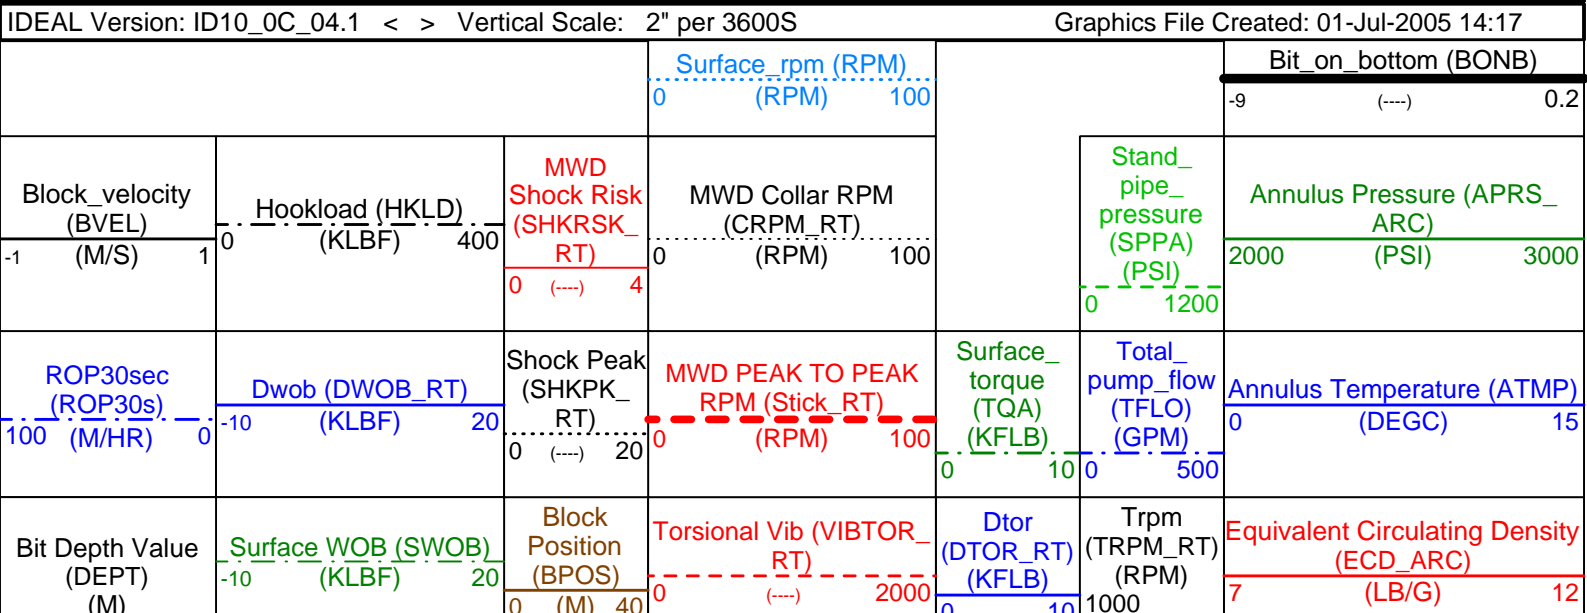 IDEAL Version: ID10_0C_04.1 < > Vertical Scale: 2" per 3600S Graphics File Created: 01-Jul-2005 14:17
Surface_rpm (RPM)
0 (RPM) 100
Bit_on_bottom (BONB)
-9 (----) 0.2
Block_velocity
(BVEL)
-1 (M/S) 1
Hookload (HKLD)
0 (KLBF) 400
MWD
Shock Risk
(SHKRSK_
RT)
0 (----) 4
MWD Collar RPM
(CRPM_RT)
0 (RPM) 100
Stand_
pipe_
pressure
(SPPA)
(PSI)
0 1200
Annulus Pressure (APRS_
ARC)
2000 (PSI) 3000
ROP30sec
(ROP30s)
100 (M/HR) 0
Dwob (DWOB_RT)
-10 (KLBF) 20
Shock Peak
(SHKPK_
RT)
0 (----) 20
MWD PEAK TO PEAK
RPM (Stick_RT)
0 (RPM) 100
Surface_
torque
(TQA)
(KFLB)
0 10
Total_
pump_flow
(TFLO)
(GPM)
0 500
Annulus Temperature (ATMP)
0 (DEGC) 15
Bit Depth Value
(DEPT)
(M)
Surface WOB (SWOB)
-10 (KLBF) 20
Block
Position
(BPOS)
0 (M) 40
Torsional Vib (VIBTOR_
RT)
0 (----) 2000
Dtor
(DTOR_RT)
(KFLB)
0 10
Trpm
(TRPM_RT)
(RPM)
1000
Equivalent Circulating Density
(ECD_ARC)
7 (LB/G) 12